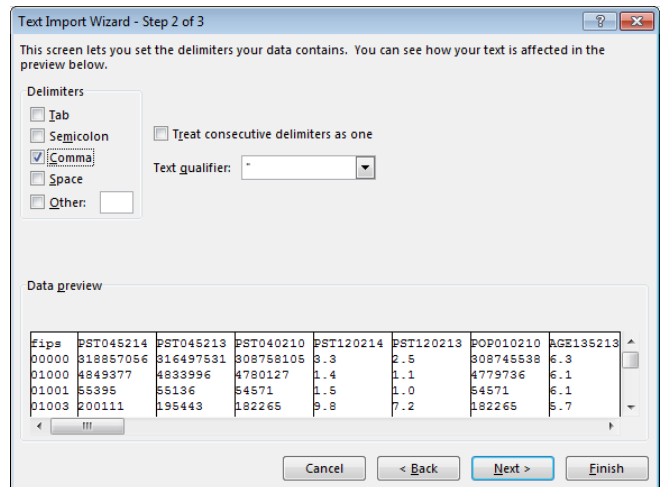 Text Import Wizard - Step 2 of 3
This screen lets you set the delimiters your data contains. You can see how your text is affected in the
preview below.
Delimiters
Tab
Semicolon
Comma
Space
Other:
Treat consecutive delimiters as one
Text qualifier: "
Data preview
fips PST045214 PST045213 PST040210 PST120214 PST120213 POP010210 AGE135213
00000 318857056 316497531 308758105 3.3 2.5 308745538 6.3
01000 4849377 4833996 4780127 1.4 1.1 4779736 6.1
01001 55395 55136 54571 1.5 1.0 54571 6.1
01003 200111 195443 182265 9.8 7.2 182265 5.7
Cancel < Back Next > Finish